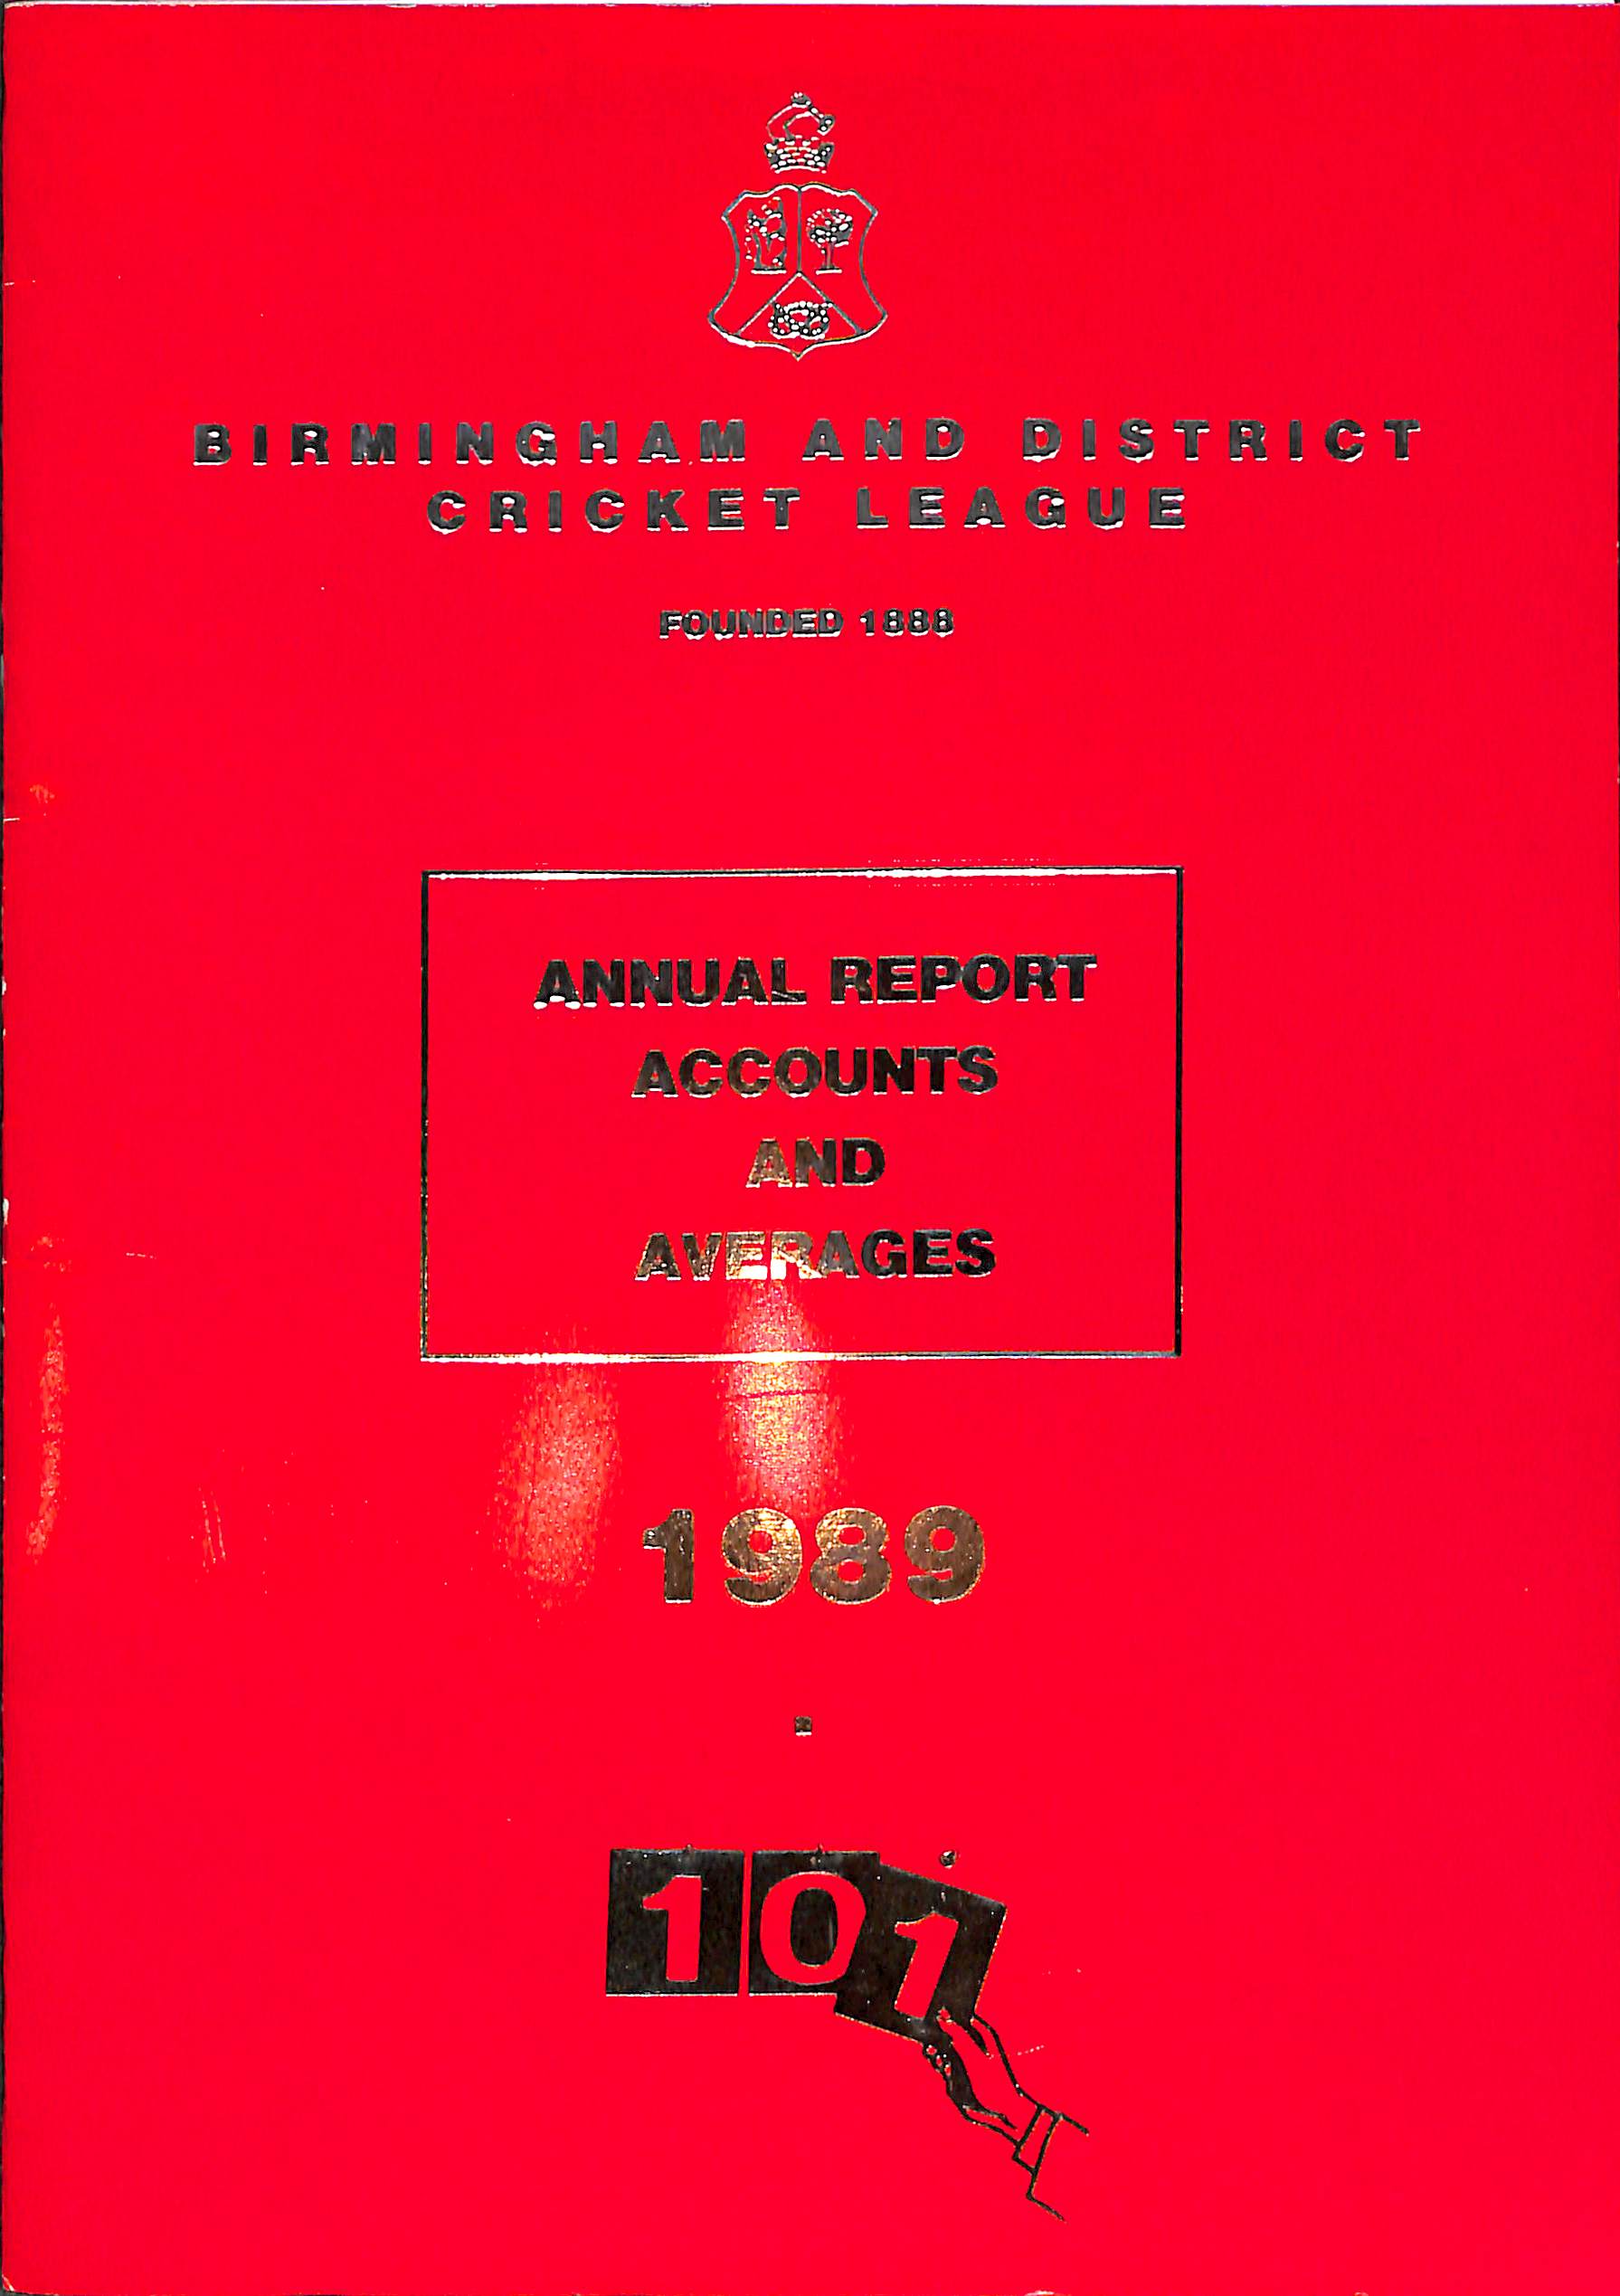 BIRMINGHAM AND DISTRICT
CRICKET LEAGUE
FOUNDED 1888
ANNUAL REPORT
ACCOUNTS
AND
AVERAGES
1989
101